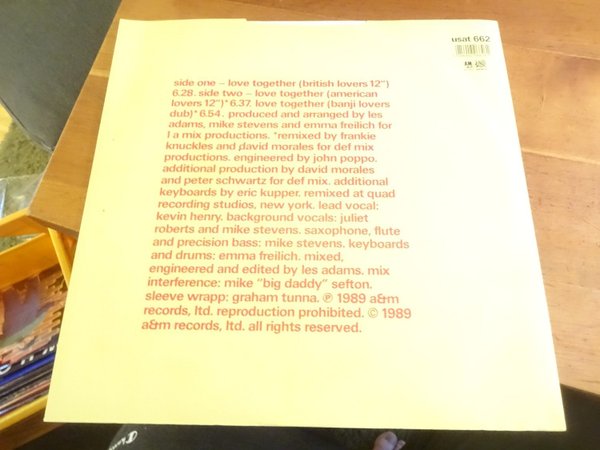 usat 662
side one – love together (british lovers 12")
6.28. side two – love together (american
lovers 12")* 6.37. love together (banji lovers
dub)* 6.54. produced and arranged by les
adams, mike stevens and emma freilich for
1 a mix productions. *remixed by frankie
knuckles and david morales for def mix
productions. engineered by john poppo.
additional production by david morales
and peter schwartz for def mix. additional
keyboards by eric kupper. remixed at quad
recording studios, new york. lead vocal;
kevin henry. background vocals: juliet
roberts and mike stevens. saxophone, flute
and precision bass: mike stevens. keyboards
and drums: emma freilich. mixed,
engineered and edited by les adams. mix
interference: mike "big daddy" sefton.
sleeve wrapp: graham tunna. ℗ 1989 a&m
records, ltd. reproduction prohibited. © 1989
a&m records, ltd. all rights reserved.